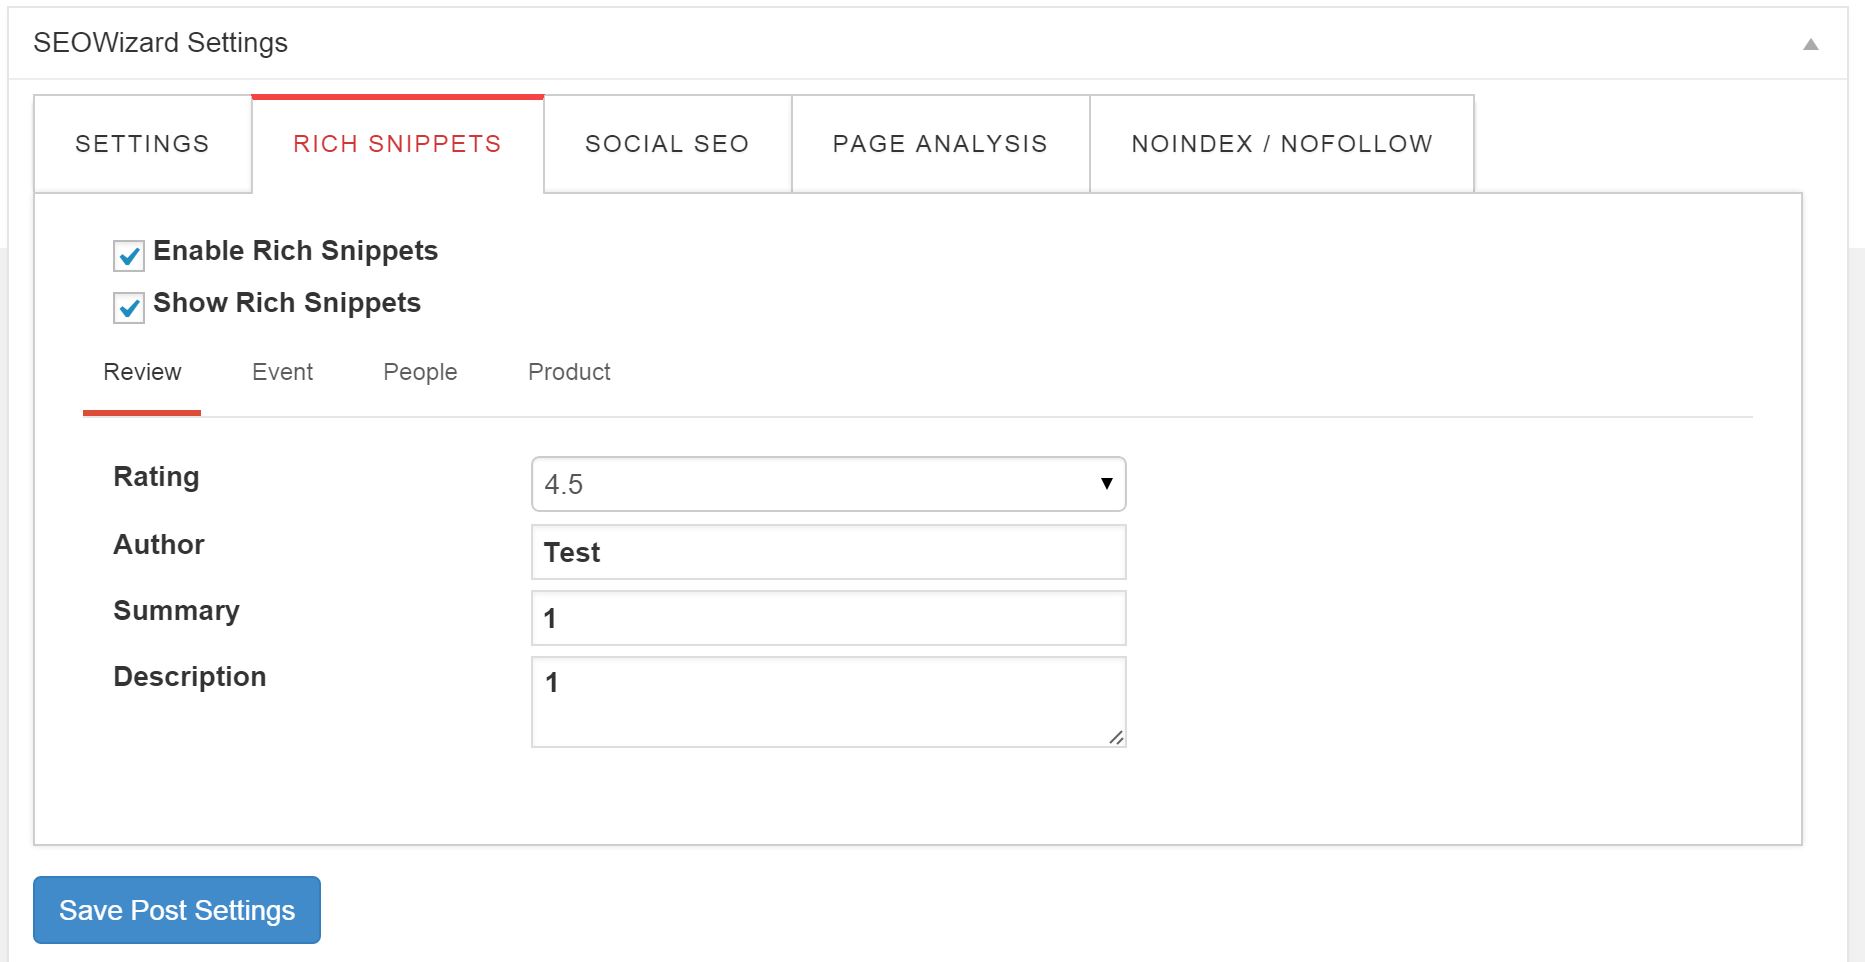 SEOWizard Settings
SETTINGS RICH SNIPPETS SOCIAL SEO PAGE ANALYSIS NOINDEX / NOFOLLOW
Enable Rich Snippets
Show Rich Snippets
Review Event People Product
Rating 4.5
Author Test
Summary 1
Description 1
Save Post Settings